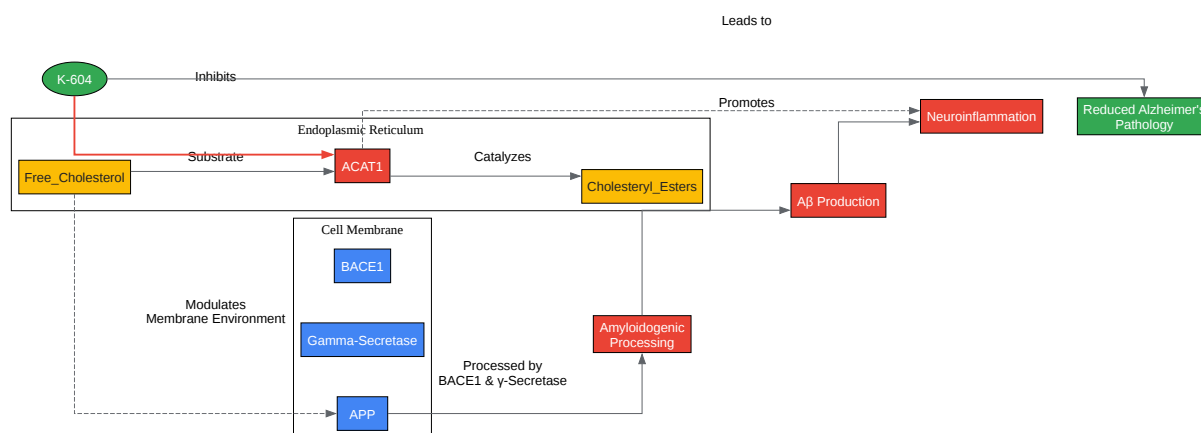 Leads to
K-604
Inhibits
Promotes
Neuroinflammation
Reduced Alzheimer's
Pathology
Endoplasmic Reticulum
Substrate
ACAT1
Catalyzes
Free_Cholesterol
Cholesteryl_Esters
Aβ Production
Cell Membrane
BACE1
Modulates
Membrane Environment
Gamma-Secretase
Amyloidogenic
Processing
Processed by
BACE1 & γ-Secretase
APP